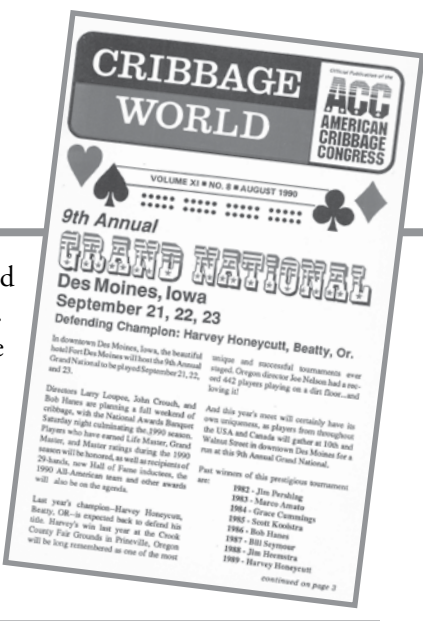 CRIBBAGE
WORLD
Official Publication of the
ACC
AMERICAN
CRIBBAGE
CONGRESS
VOLUME XI ■ NO. 8 ■ AUGUST 1990
9th Annual
GRAND NATIONAL
Des Moines, Iowa
September 21, 22, 23
Defending Champion: Harvey Honeycutt, Beatty, Or.
In downtown Des Moines, Iowa, the beautiful
hotel Fort Des Moines will host the 9th Annual
Grand National to be played September 21, 22,
and 23.
Directors Larry Loupee, John Crouch, and
Bob Hanes are planning a full weekend of
cribbage, with the National Awards Banquet
Saturday night culminating the 1990 season.
Players who have earned Life Master, Grand
Master, and Master ratings during the 1990
season will be honored, as well as recipients of
29-hands, new Hall of Fame inductees, the
1990 All-American team and other awards
will also be on the agenda.
Last year's champion--Harvey Honeycutt,
Beatty, OR--is expected back to defend his
title. Harvey's win last year at the Crook
County Fair Grounds in Prineville, Oregon
will be long remembered as one of the most
unique and successful tournaments ever
staged. Oregon director Joe Nelson had a rec-
ord 442 players playing on a dirt floor...and
loving it!
And this year's most will certainly have its
own uniqueness, as players from throughout
the USA and Canada will gather at 10th and
Walnut Street in downtown Des Moines for a
run at this 9th Annual Grand National.
Past winners of this prestigious tournament
are:
1982 - Jim Pershing
1983 - Marco Amato
1984 - Grace Cummings
1985 - Scott Kooistra
1986 - Bob Hanes
1987 - Bill Seymour
1988 - Jim Heemstra
1989 - Harvey Honeycutt
continued on page 3
d
e